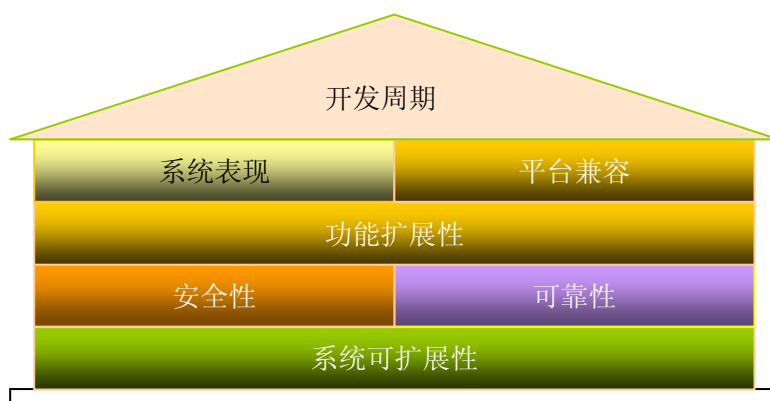 开发周期
系统表现 平台兼容
功能扩展性
安全性 可靠性
系统可扩展性